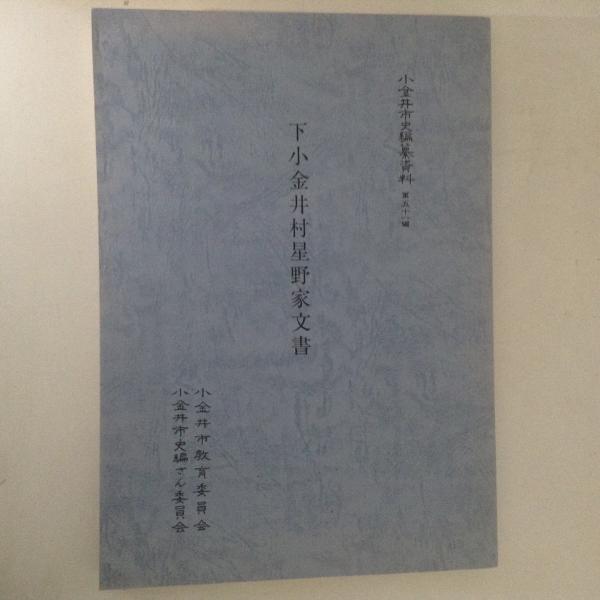 小金井市史編纂資料 第五十一編
下小金井村星野家文書
小金井市教育委員会
小金井市史編さん委員会